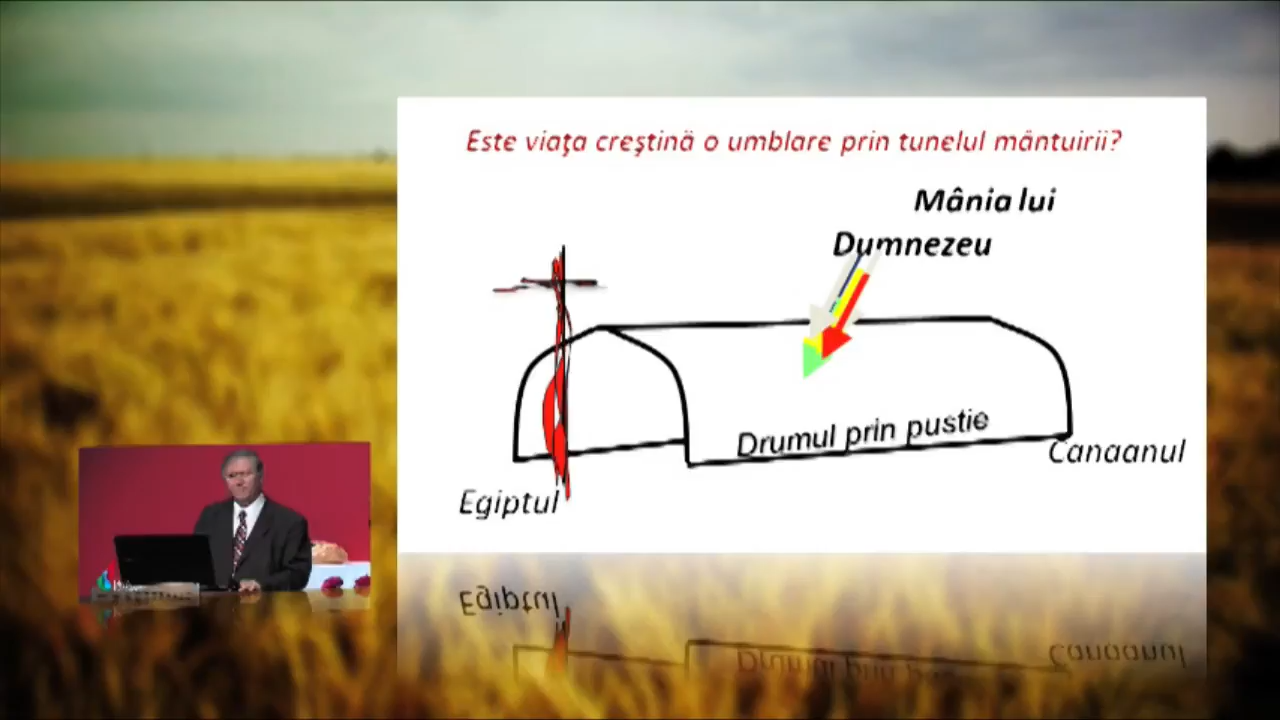 Este viaţa creştină o umblare prin tunelul mântuirii?
Mânia lui
Dumnezeu
Drumul prin pustie
Canaanul
Egiptul